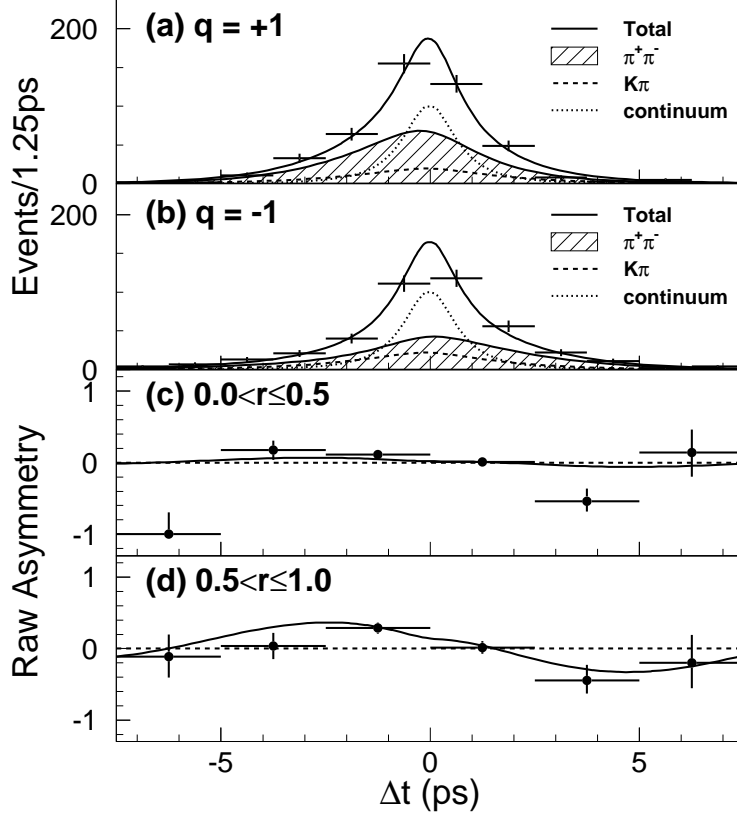 (a) q = +1
Total
π⁺π⁻
Kπ
continuum
200
0
Events/1.25ps
(b) q = -1
Total
π⁺π⁻
Kπ
continuum
200
0
(c) 0.0<r≤0.5
1
0
-1
Raw Asymmetry
(d) 0.5<r≤1.0
1
0
-1
-5 0 5
Δt (ps)